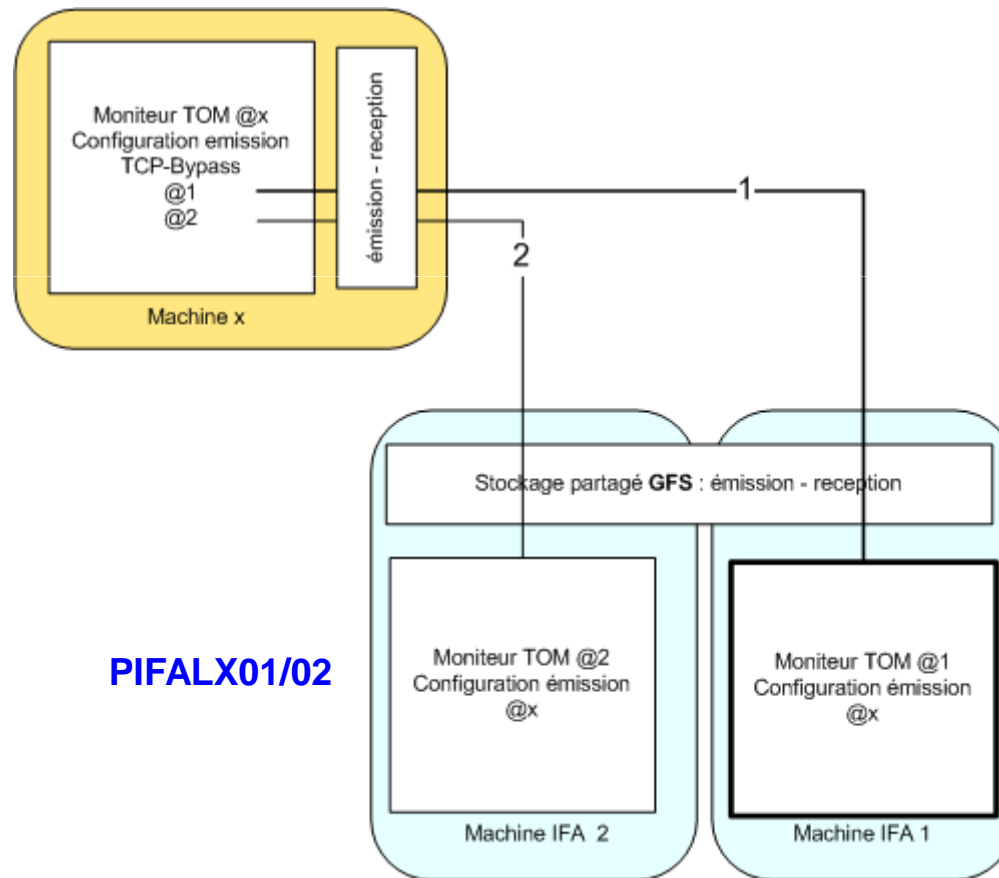 Moniteur TOM @x
Configuration emission
TCP-Bypass
@1
@2
émission - reception
Machine x
1
2
Stockage partagé GFS : émission - reception
PIFALX01/02
Moniteur TOM @2
Configuration émission
@x
Machine IFA 2
Moniteur TOM @1
Configuration émission
@x
Machine IFA 1